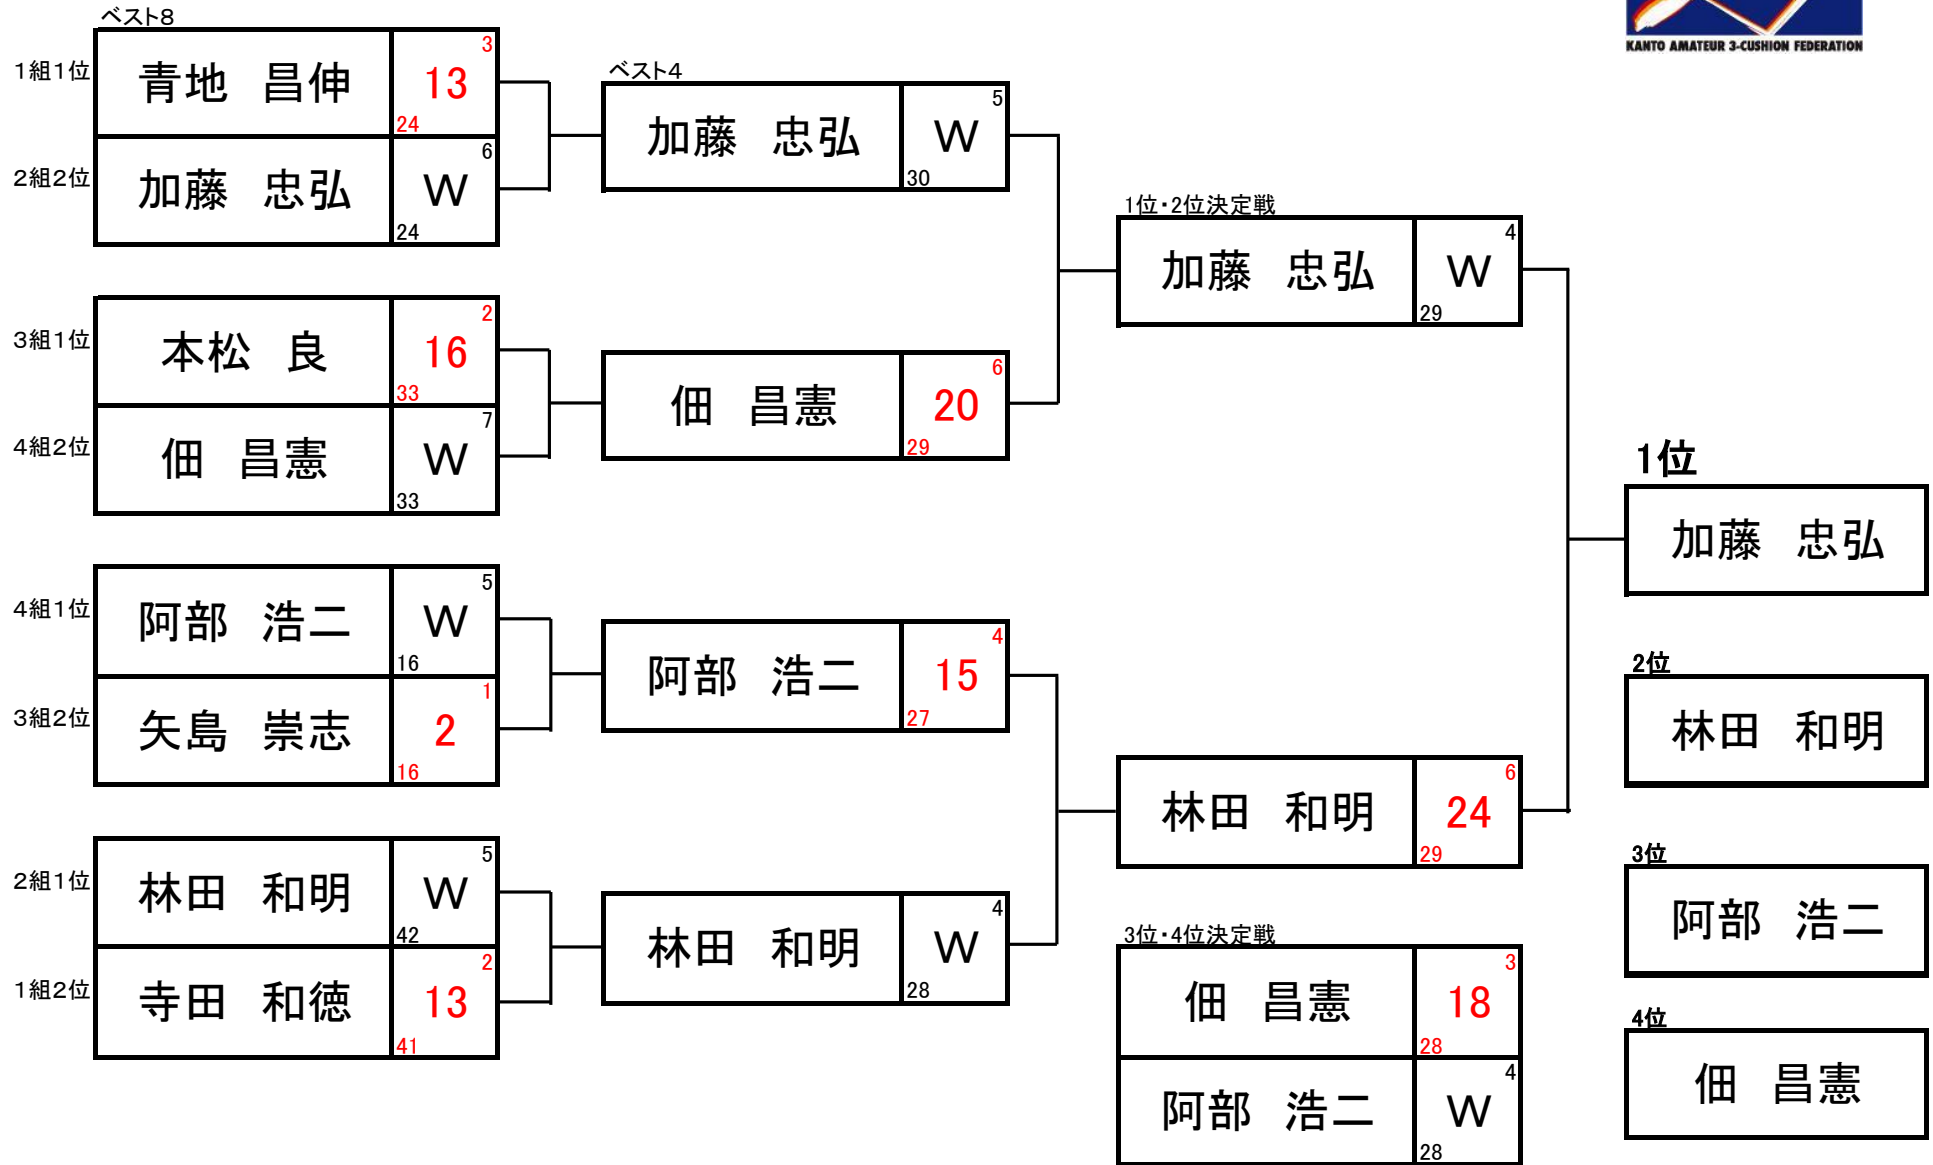 KANTO AMATEUR 3-CUSHION FEDERATION
ベスト8
1組1位 青地 昌伸 13 3 24
2組2位 加藤 忠弘 W 6 24
3組1位 本松 良 16 2 33
4組2位 佃 昌憲 W 7 33
4組1位 阿部 浩二 W 5 16
3組2位 矢島 崇志 2 1 16
2組1位 林田 和明 W 5 42
1組2位 寺田 和徳 13 2 41
ベスト4
加藤 忠弘 W 5 30
佃 昌憲 20 6 29
阿部 浩二 15 4 27
林田 和明 W 4 28
1位・2位決定戦
加藤 忠弘 W 4 29
林田 和明 24 6 29
3位・4位決定戦
佃 昌憲 18 3 28
阿部 浩二 W 4 28
1位
加藤 忠弘
2位
林田 和明
3位
阿部 浩二
4位
佃 昌憲